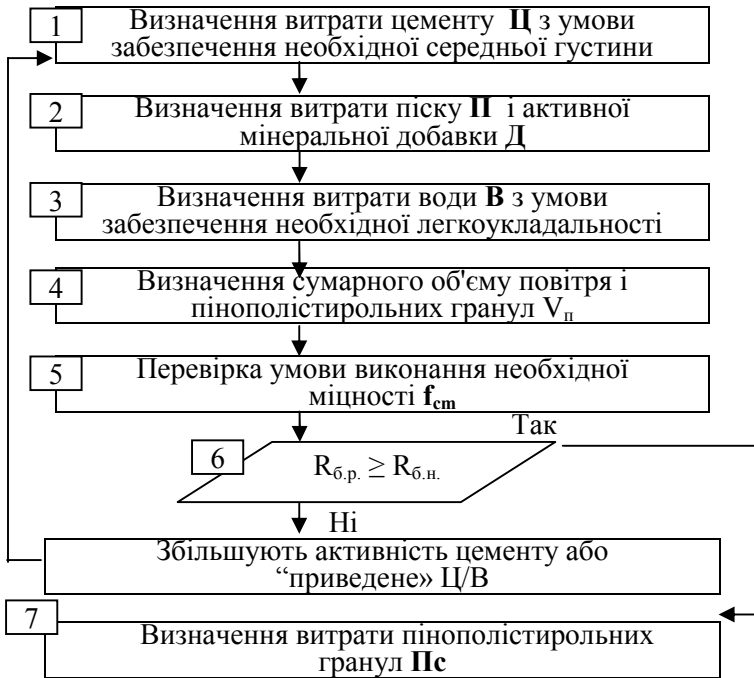 1
Визначення витрати цементу Ц з умови
забезпечення необхідної середньої густини
2
Визначення витрати піску П і активної
мінеральної добавки Д
3
Визначення витрати води В з умови
забезпечення необхідної легкоукладальності
4
Визначення сумарного об'єму повітря і
пінополістирольних гранул Vп
5
Перевірка умови виконання необхідної
міцності fcm
Так
6
Rб.р. ≥ Rб.н.
Ні
Збільшують активність цементу або
“приведене» Ц/В
7
Визначення витрати пінополістирольних
гранул Пс